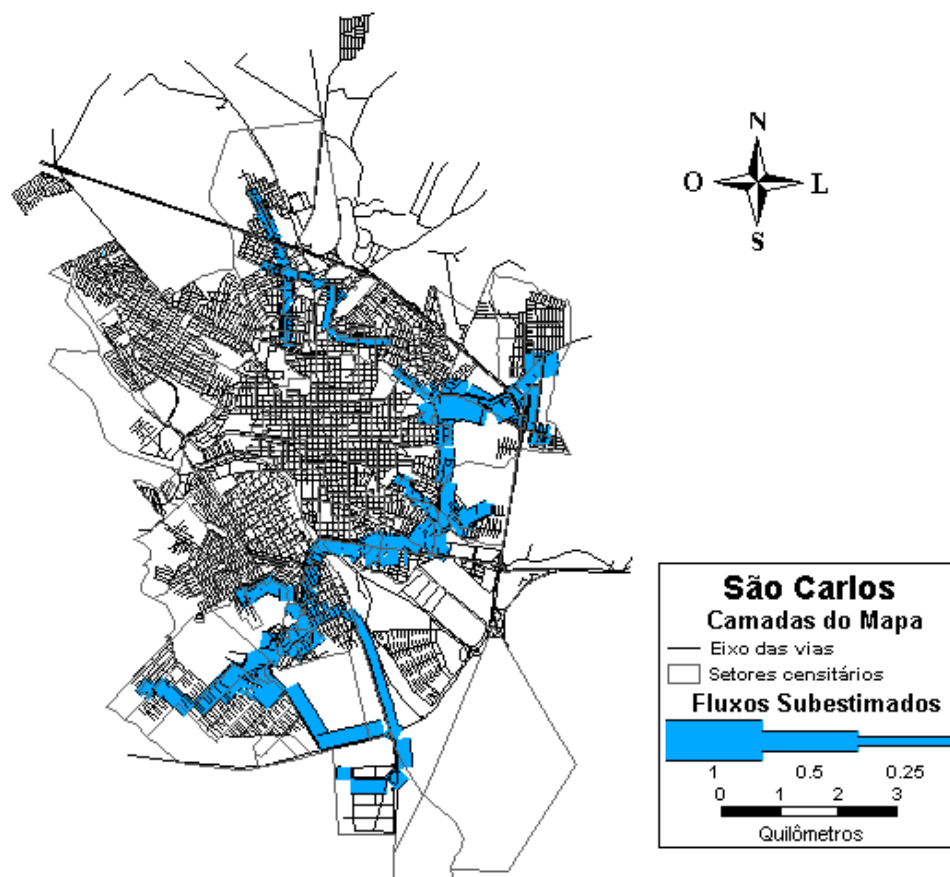 N
O L
S
São Carlos
Camadas do Mapa
Eixo das vias
Setores censitários
Fluxos Subestimados
1 0.5 0.25
0 1 2 3
Quilômetros